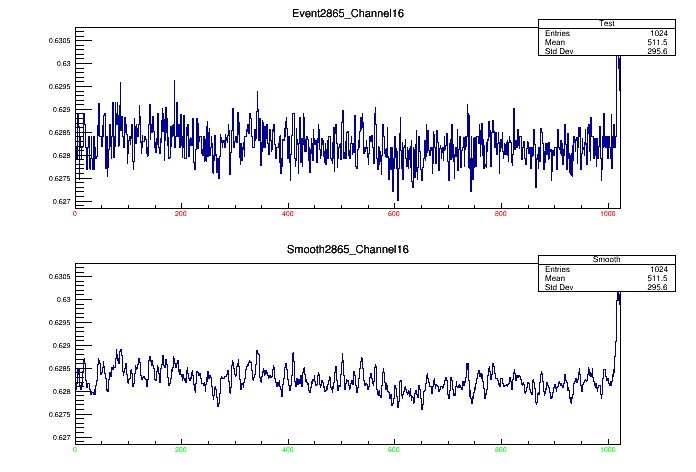 Event2865_Channel16
Test
Entries 1024
Mean 511.5
Std Dev 295.6
0.6305
0.63
0.6295
0.629
0.6285
0.628
0.6275
0.627
0 200 400 600 800 1000
Smooth2865_Channel16
Smooth
Entries 1024
Mean 511.5
Std Dev 295.6
0.6305
0.63
0.6295
0.629
0.6285
0.628
0.6275
0.627
0 200 400 600 800 1000